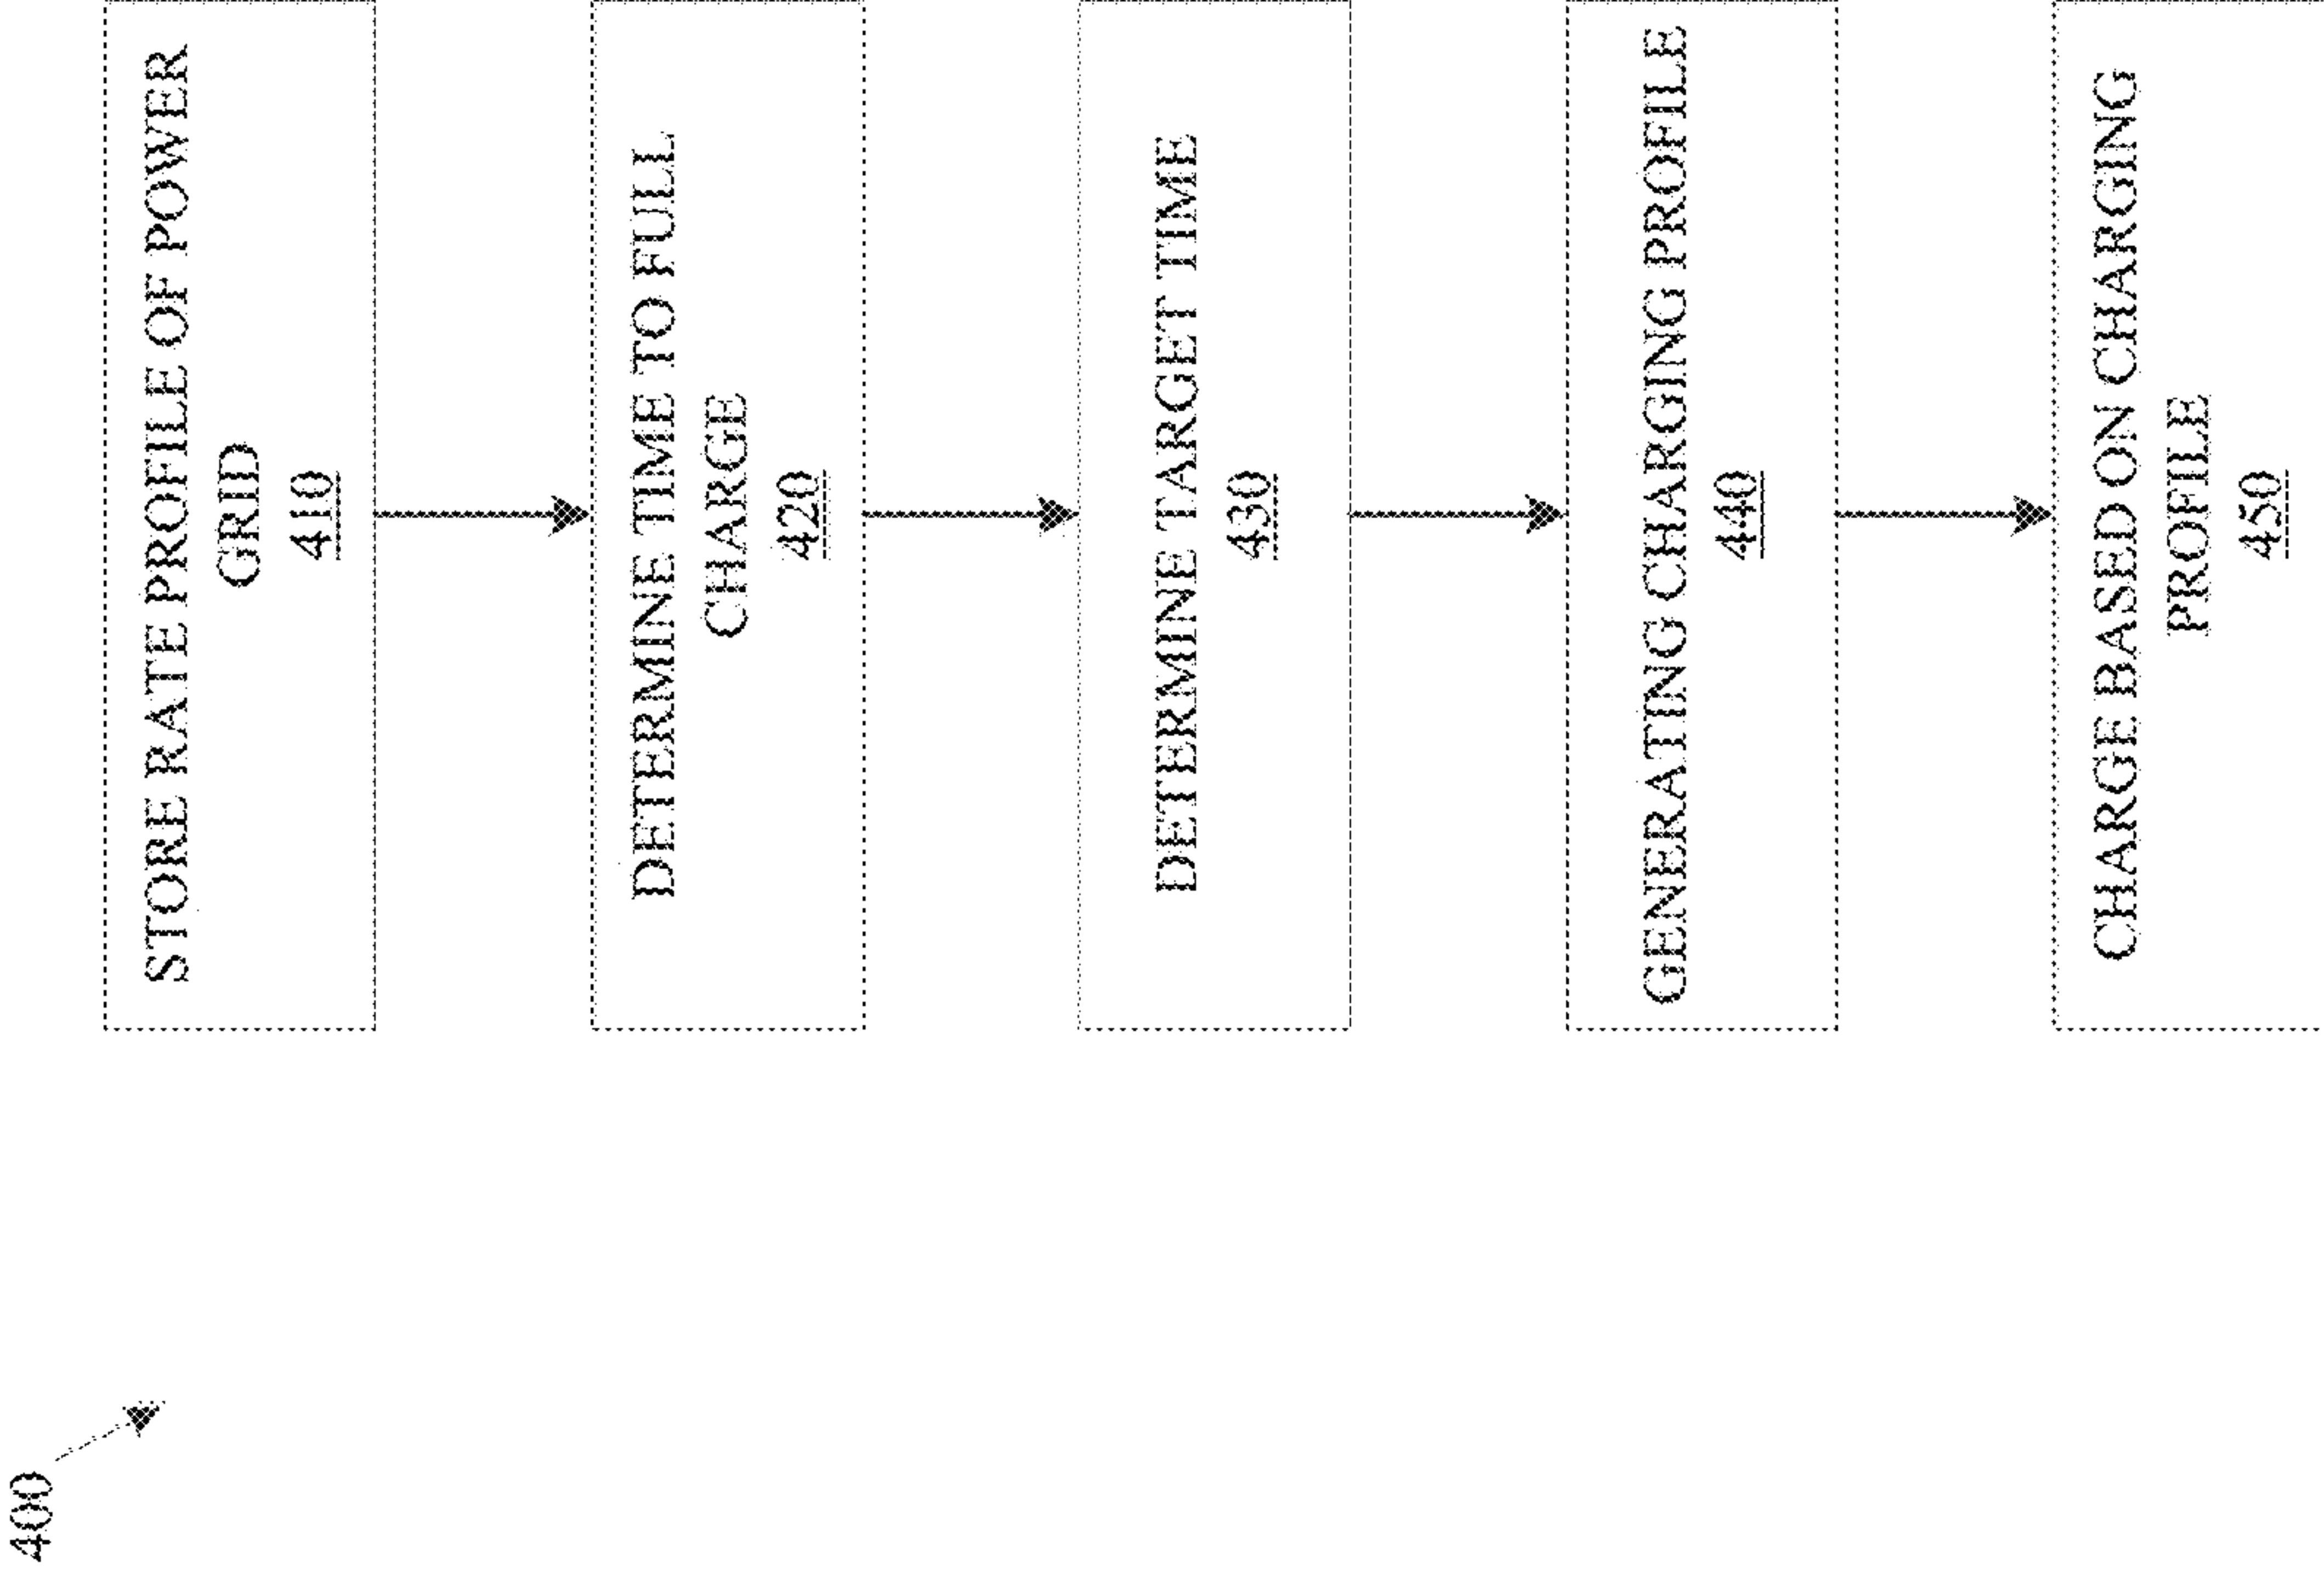 400
STORE RATE PROFILE OF POWER
GRID
410
DETERMINE TIME TO FULL
CHARGE
420
DETERMINE TARGET TIME
430
GENERATING CHARGING PROFILE
440
CHARGE BASED ON CHARGING
PROFILE
450